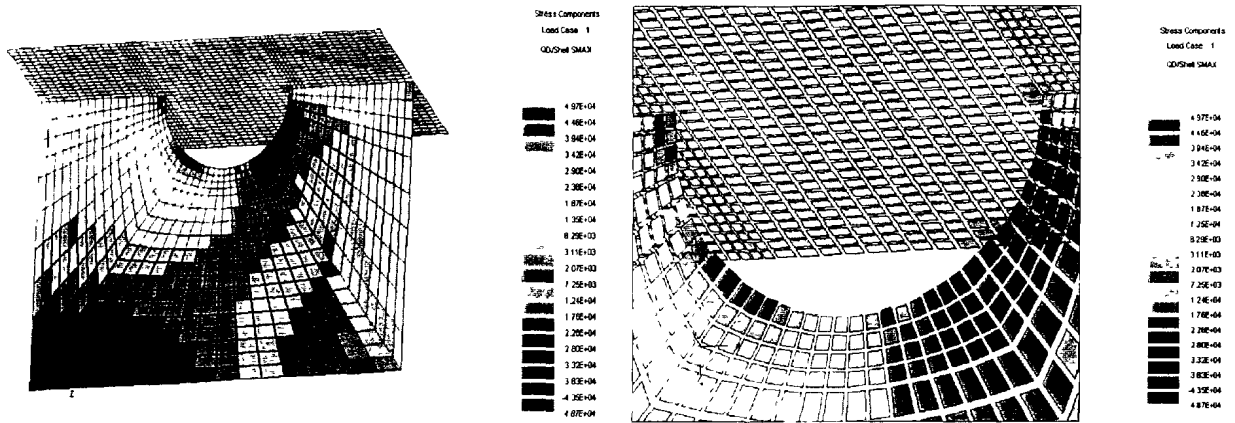 Stress Components
Load Case 1
QD/Shell SMAX
4.97E+04
4.46E+04
3.94E+04
3.42E+04
2.90E+04
2.38E+04
1.87E+04
1.35E+04
8.29E+03
3.11E+03
2.07E+03
7.25E+03
1.24E+04
1.76E+04
2.28E+04
2.80E+04
3.32E+04
3.83E+04
-4.35E+04
4.87E+04
Z
Stress Components
Load Case 1
QD/Shell SMAX
4.97E+04
4.46E+04
3.94E+04
3.42E+04
2.90E+04
2.38E+04
1.87E+04
1.35E+04
8.29E+03
3.11E+03
2.07E+03
7.25E+03
1.24E+04
1.76E+04
2.28E+04
2.80E+04
3.32E+04
3.83E+04
-4.35E+04
4.87E+04